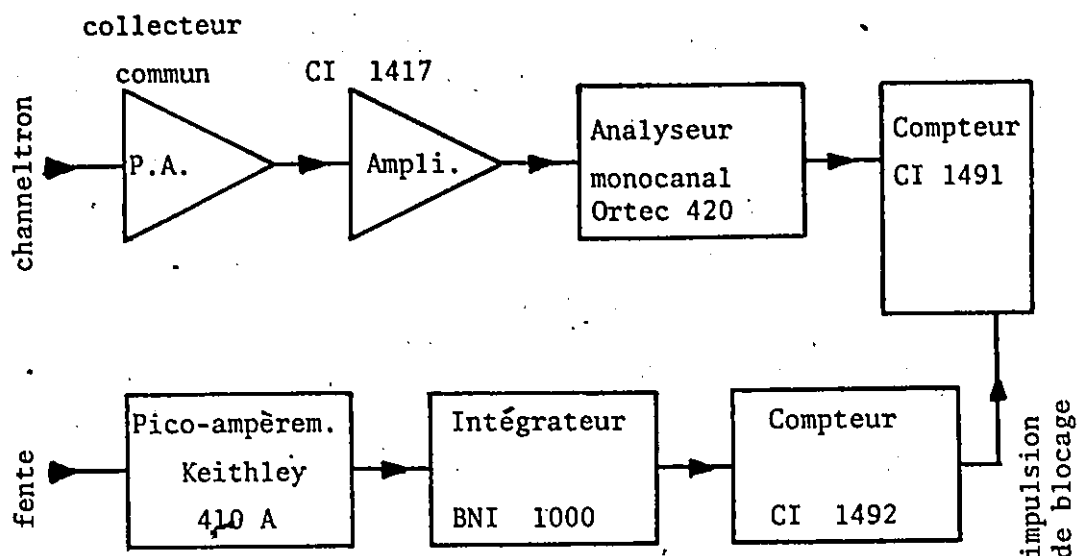 collecteur
commun
CI 1417
channeltron
P.A.
Ampli.
Analyseur
monocanal
Ortec 420
Compteur
CI 1491
fente
Pico-ampèrem.
Keithley
410 A
Intégrateur
BNI 1000
Compteur
CI 1492
impulsion
de blocage